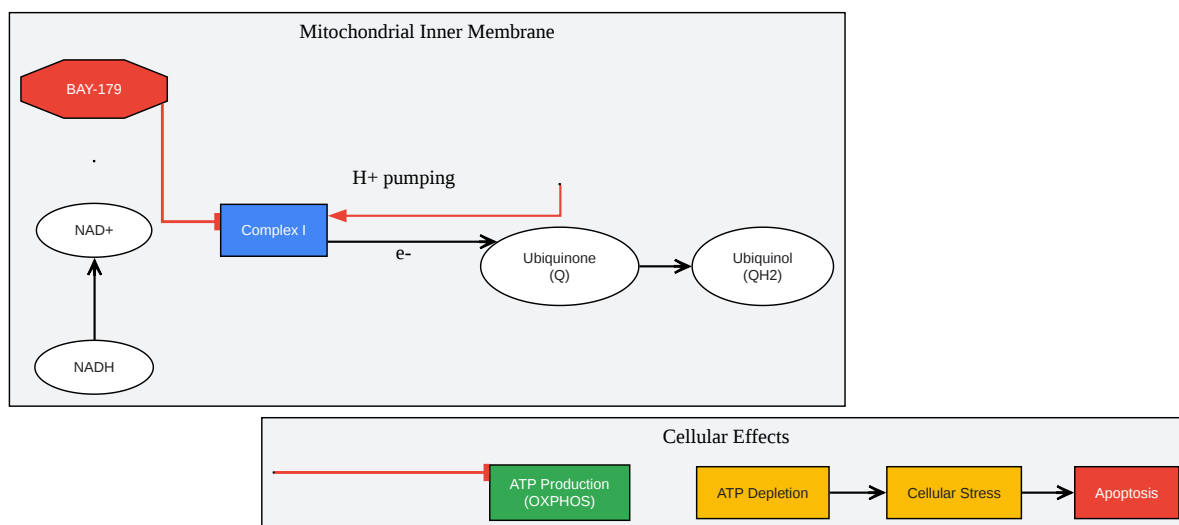 Mitochondrial Inner Membrane
BAY-179
H+ pumping
NAD+
Complex I
e-
Ubiquinone
(Q)
Ubiquinol
(QH2)
NADH
Cellular Effects
ATP Production
(OXPHOS)
ATP Depletion
Cellular Stress
Apoptosis